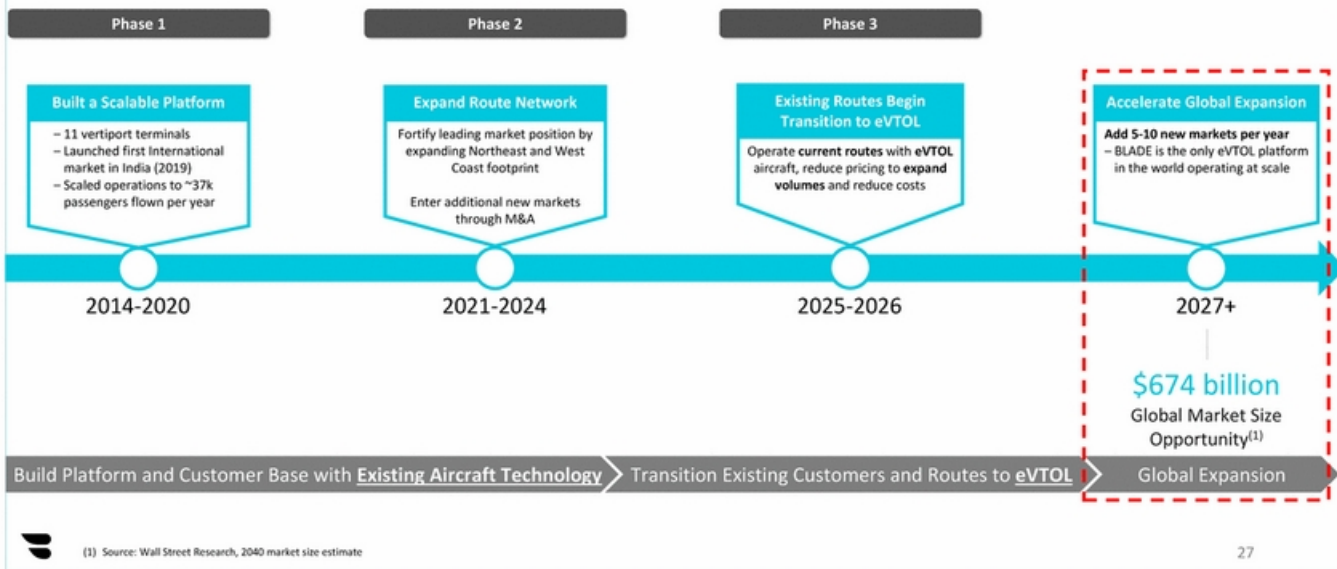 Phase 1
Phase 2
Phase 3
Built a Scalable Platform
– 11 vertiport terminals
– Launched first International
market in India (2019)
– Scaled operations to ~37k
passengers flown per year
Expand Route Network
Fortify leading market position by
expanding Northeast and West
Coast footprint
Enter additional new markets
through M&A
Existing Routes Begin
Transition to eVTOL
Operate current routes with eVTOL
aircraft, reduce pricing to expand
volumes and reduce costs
Accelerate Global Expansion
Add 5-10 new markets per year
– BLADE is the only eVTOL platform
in the world operating at scale
2014-2020
2021-2024
2025-2026
2027+
$674 billion
Global Market Size
Opportunity(1)
Build Platform and Customer Base with Existing Aircraft Technology
Transition Existing Customers and Routes to eVTOL
Global Expansion
(1) Source: Wall Street Research, 2040 market size estimate
27